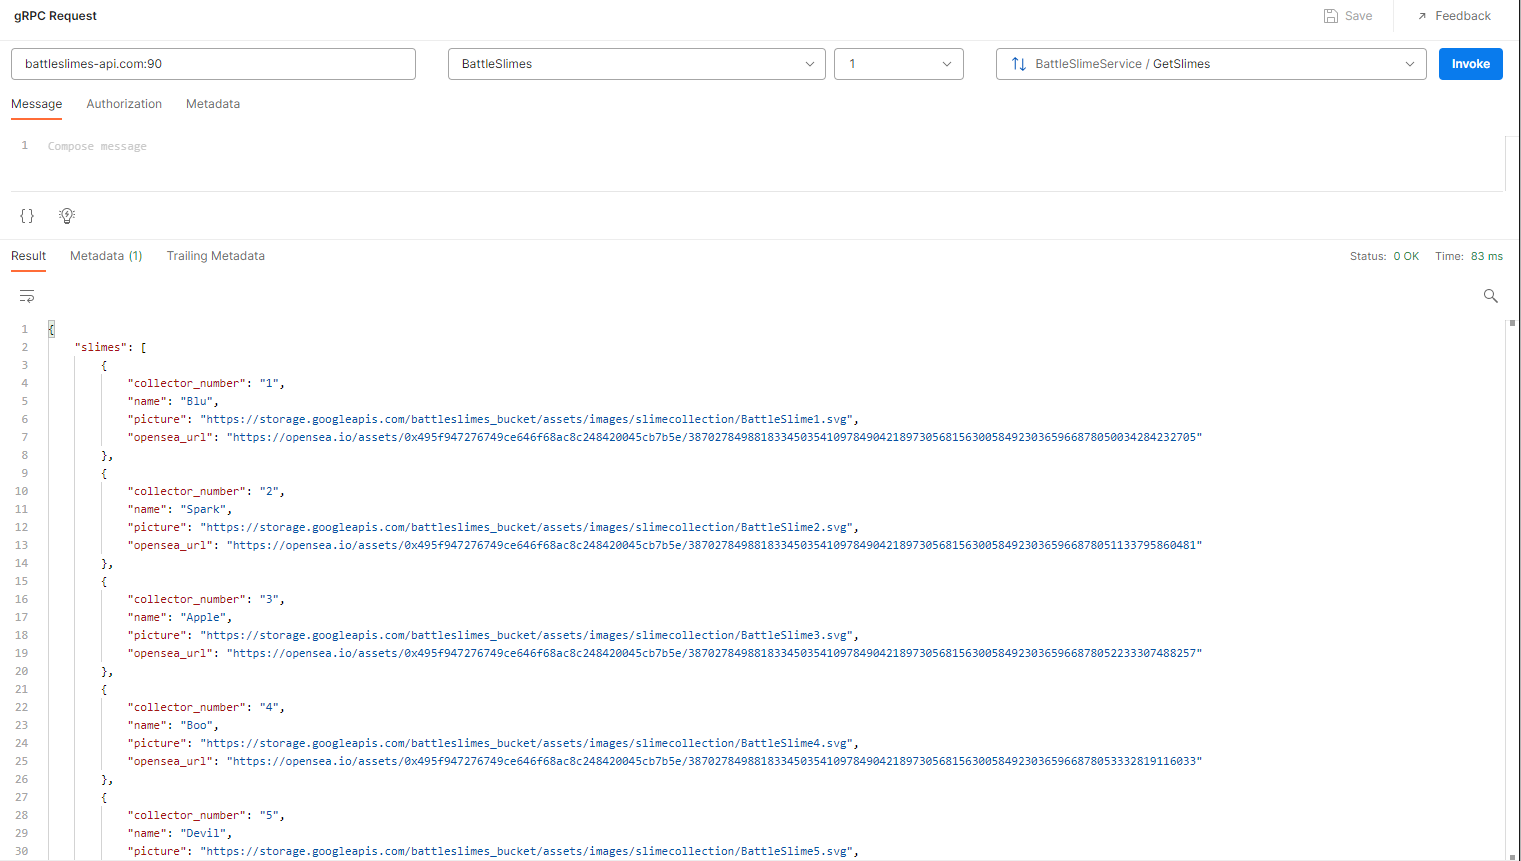 gRPC Request
Save
Feedback
battleslimes-api.com:90
BattleSlimes
1
BattleSlimeService / GetSlimes
Invoke
Message Authorization Metadata
1 Compose message
{}
Result Metadata (1) Trailing Metadata
Status: 0 OK Time: 83 ms
1 {
2 "slimes": [
3 {
4 "collector_number": "1",
5 "name": "Blu",
6 "picture": "https://storage.googleapis.com/battleslimes_bucket/assets/images/slimecollection/BattleSlime1.svg",
7 "opensea_url": "https://opensea.io/assets/0x495f947276749ce646f68ac8c248420045cb7b5e/38702784988183345035410978490421897305681563005849230365966878050034284232705"
8 },
9 {
10 "collector_number": "2",
11 "name": "Spark",
12 "picture": "https://storage.googleapis.com/battleslimes_bucket/assets/images/slimecollection/BattleSlime2.svg",
13 "opensea_url": "https://opensea.io/assets/0x495f947276749ce646f68ac8c248420045cb7b5e/38702784988183345035410978490421897305681563005849230365966878051133795860481"
14 },
15 {
16 "collector_number": "3",
17 "name": "Apple",
18 "picture": "https://storage.googleapis.com/battleslimes_bucket/assets/images/slimecollection/BattleSlime3.svg",
19 "opensea_url": "https://opensea.io/assets/0x495f947276749ce646f68ac8c248420045cb7b5e/38702784988183345035410978490421897305681563005849230365966878052233307488257"
20 },
21 {
22 "collector_number": "4",
23 "name": "Boo",
24 "picture": "https://storage.googleapis.com/battleslimes_bucket/assets/images/slimecollection/BattleSlime4.svg",
25 "opensea_url": "https://opensea.io/assets/0x495f947276749ce646f68ac8c248420045cb7b5e/38702784988183345035410978490421897305681563005849230365966878053332819116033"
26 },
27 {
28 "collector_number": "5",
29 "name": "Devil",
30 "picture": "https://storage.googleapis.com/battleslimes_bucket/assets/images/slimecollection/BattleSlime5.svg",